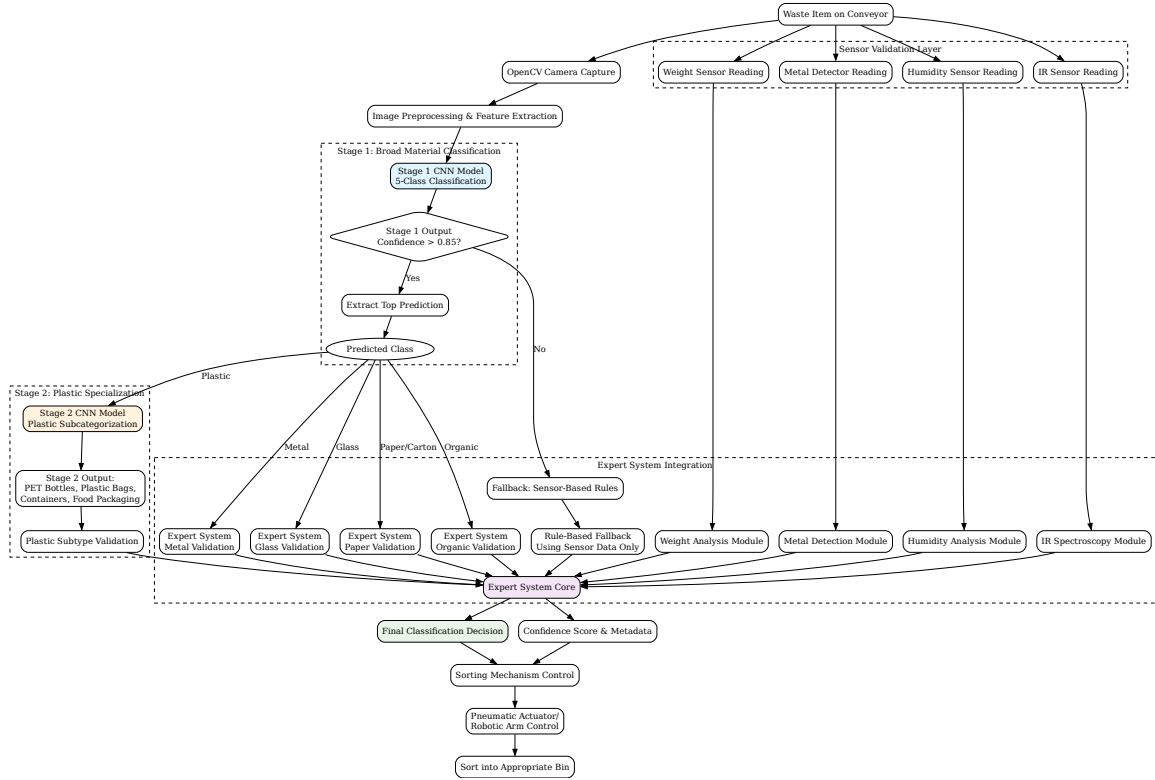 Waste Item on Conveyor
Sensor Validation Layer
OpenCV Camera Capture
Weight Sensor Reading
Metal Detector Reading
Humidity Sensor Reading
IR Sensor Reading
Image Preprocessing & Feature Extraction
Stage 1: Broad Material Classification
Stage 1 CNN Model
5-Class Classification
Stage 1 Output
Confidence > 0.85?
Yes
Extract Top Prediction
Predicted Class
No
Plastic
Stage 2: Plastic Specialization
Stage 2 CNN Model
Plastic Subcategorization
Metal
Glass
Paper/Carton
Organic
Expert System Integration
Stage 2 Output:
PET Bottles, Plastic Bags,
Containers, Food Packaging
Fallback: Sensor-Based Rules
Plastic Subtype Validation
Expert System
Metal Validation
Expert System
Glass Validation
Expert System
Paper Validation
Expert System
Organic Validation
Rule-Based Fallback
Using Sensor Data Only
Weight Analysis Module
Metal Detection Module
Humidity Analysis Module
IR Spectroscopy Module
Expert System Core
Final Classification Decision
Confidence Score & Metadata
Sorting Mechanism Control
Pneumatic Actuator/
Robotic Arm Control
Sort into Appropriate Bin